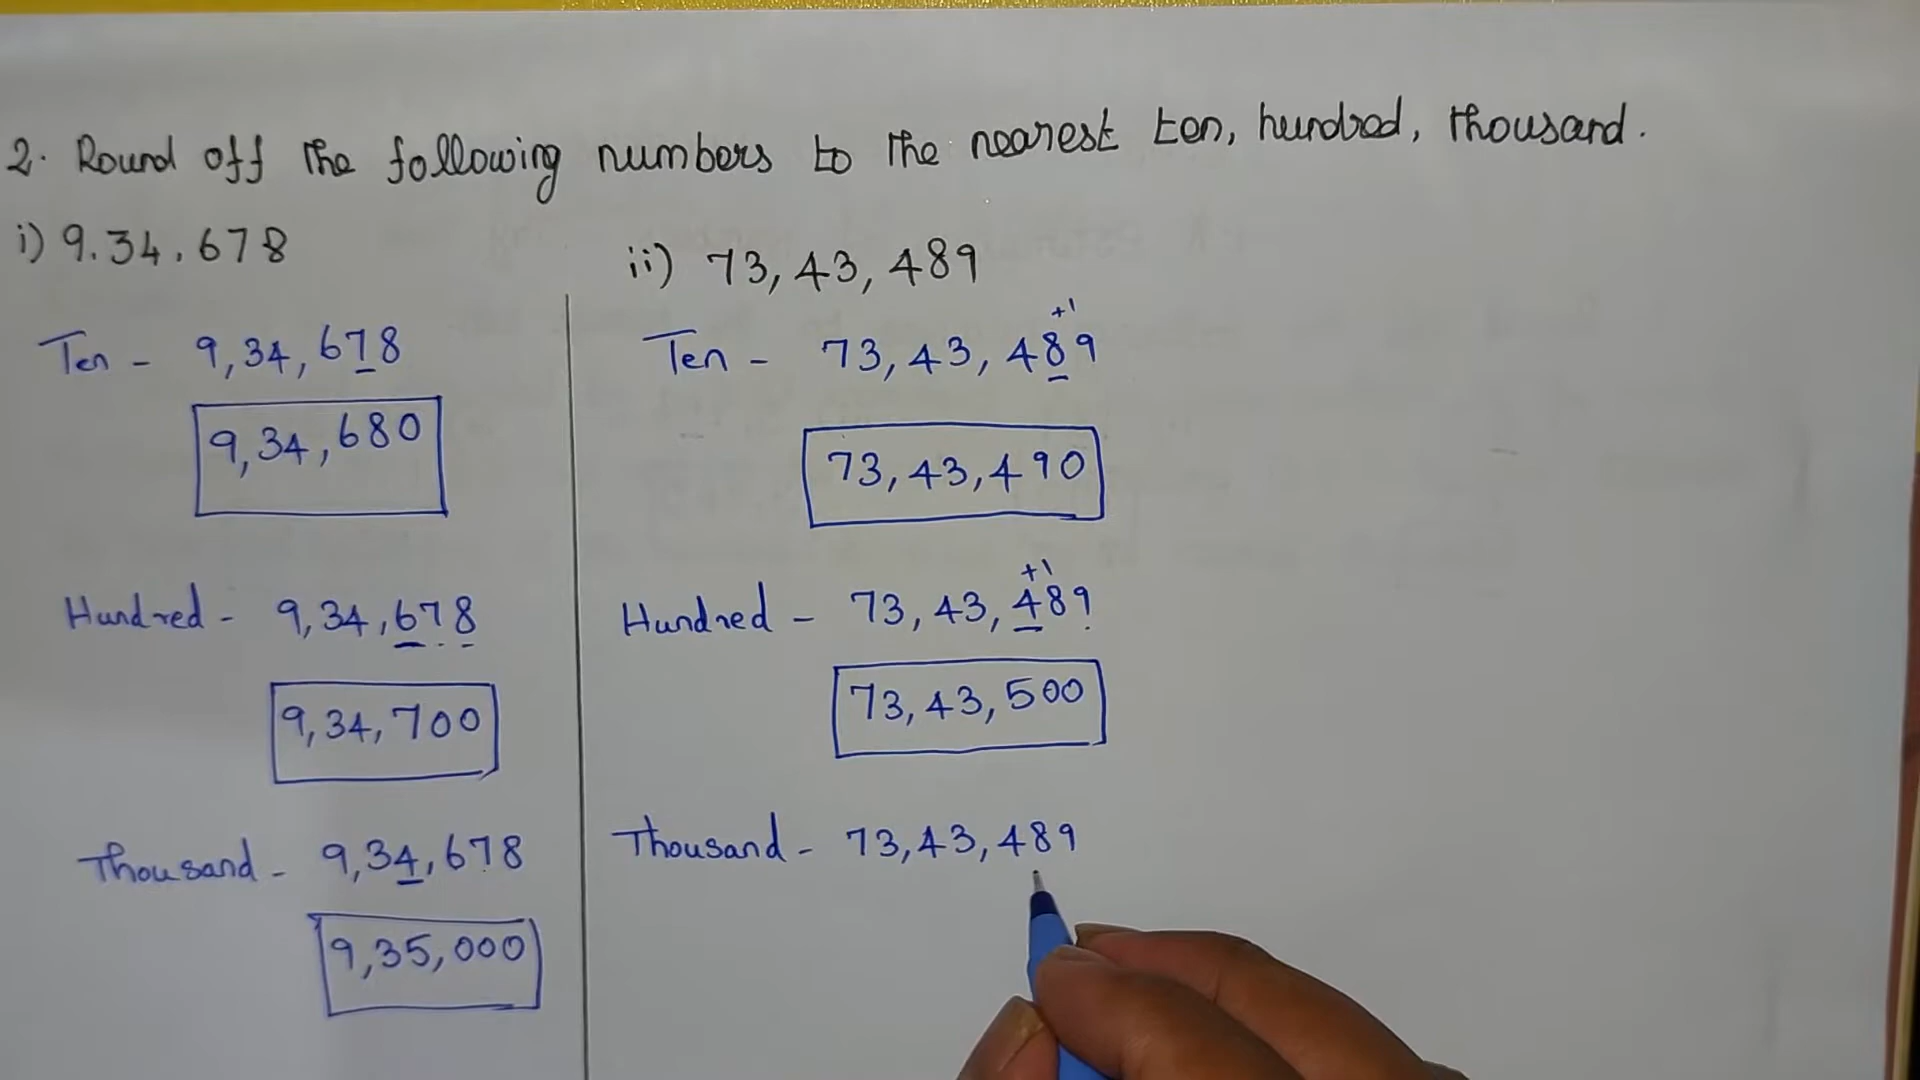 2. Round off the following numbers to the nearest ten, hundred, thousand.
i) 9.34.678
Ten - 9,34,678
9,34,680
Hundred - 9,34,678
9,34,700
Thousand - 9,34,678
9,35,000
ii) 73,43,489
+1
Ten - 73,43,489
73,43,490
+1
Hundred - 73,43,489
73,43,500
Thousand - 73,43,489